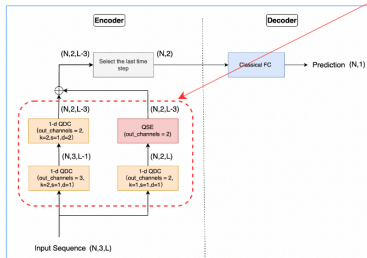 Encoder
Decoder
(N,2,L-3)
Select the last time
step
(N,2)
Classical FC
Prediction
(N,1)
(N,2,L-3)
(N,2,L-3)
1-d QDC
(out_channels = 2,
k=2,s=1,d=2)
QSE
(out_channels = 2)
(N,3,L-1)
(N,2,L)
1-d QDC
(out_channels = 3,
k=2,s=1,d=1)
1-d QDC
(out_channels = 2,
k=1,s=1,d=1)
Input Sequence (N,3,L)